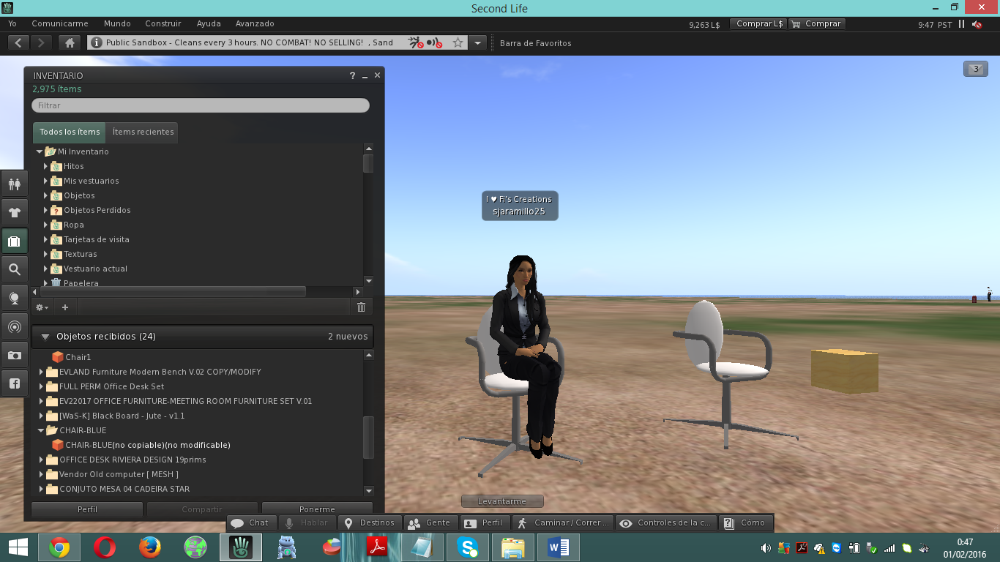 Second Life
Yo Comunicarme Mundo Construir Ayuda Avanzado
9,263 L$ Comprar L$ Comprar 9:47 PST
Public Sandbox - Cleans every 3 hours. NO COMBAT! NO SELLING! , Sand
Barra de Favoritos
3
INVENTARIO
2,975 ítems
Filtrar
Todos los ítems Ítems recientes
Mi Inventario
Hitos
Mis vestuarios
Objetos
Objetos Perdidos
Ropa
Tarjetas de visita
Texturas
Vestuario actual
Papelera
Objetos recibidos (24) 2 nuevos
Chair1
EVLAND Furniture Modern Bench V.02 COPY/MODIFY
FULL PERM Office Desk Set
EV22017 OFFICE FURNITURE-MEETING ROOM FURNITURE SET V.01
[WaS-K] Black Board - Jute - v1.1
CHAIR-BLUE
CHAIR-BLUE(no copiable)(no modificable)
OFFICE DESK RIVIERA DESIGN 19prims
Vendor Old computer [ MESH ]
CONJUTO MESA 04 CADEIRA STAR
Perfil Compartir Ponerme
I ♥ Fi's Creations
sjaramillo25
Levantarme
Chat Hablar Destinos Gente Perfil Caminar / Correr ... Controles de la c... Cómo
0:47
01/02/2016